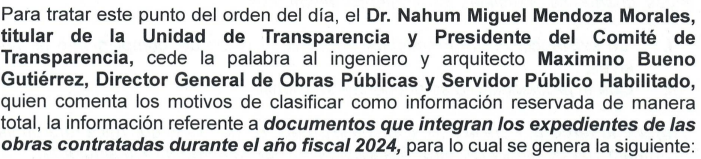 Para tratar este punto del orden del día, el Dr. Nahum Miguel Mendoza Morales,
titular de la Unidad de Transparencia y Presidente del Comité de
Transparencia, cede la palabra al ingeniero y arquitecto Maximino Bueno
Gutiérrez, Director General de Obras Públicas y Servidor Público Habilitado,
quien comenta los motivos de clasificar como información reservada de manera
total, la información referente a documentos que integran los expedientes de las
obras contratadas durante el año fiscal 2024, para lo cual se genera la siguiente: